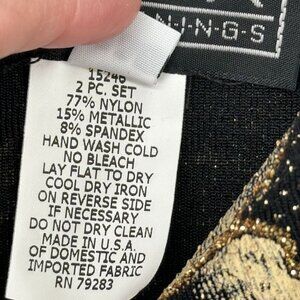 N·I·N·G·S
15246
2 PC. SET
77% NYLON
15% METALLIC
8% SPANDEX
HAND WASH COLD
NO BLEACH
LAY FLAT TO DRY
COOL DRY IRON
ON REVERSE SIDE
IF NECESSARY
DO NOT DRY CLEAN
MADE IN U.S.A.
OF DOMESTIC AND
IMPORTED FABRIC
RN 79283